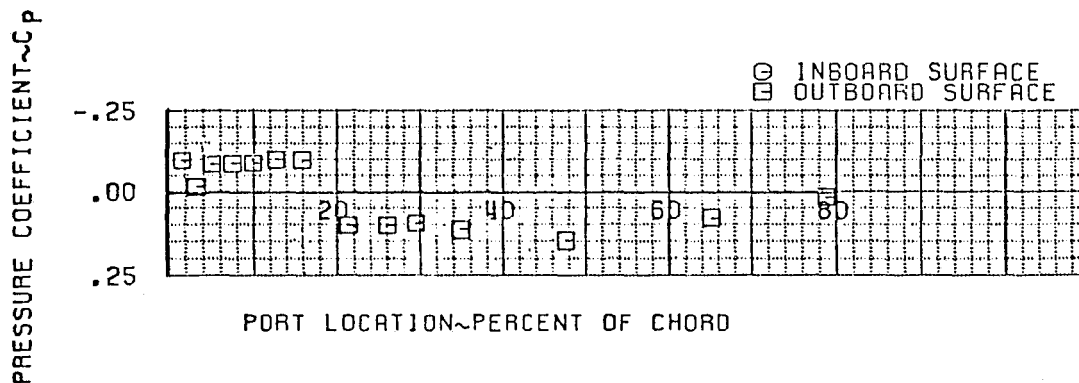 PRESSURE COEFFICIENT~Cp
INBOARD SURFACE
OUTBOARD SURFACE
-.25
.00
20
40
60
80
.25
PORT LOCATION~PERCENT OF CHORD